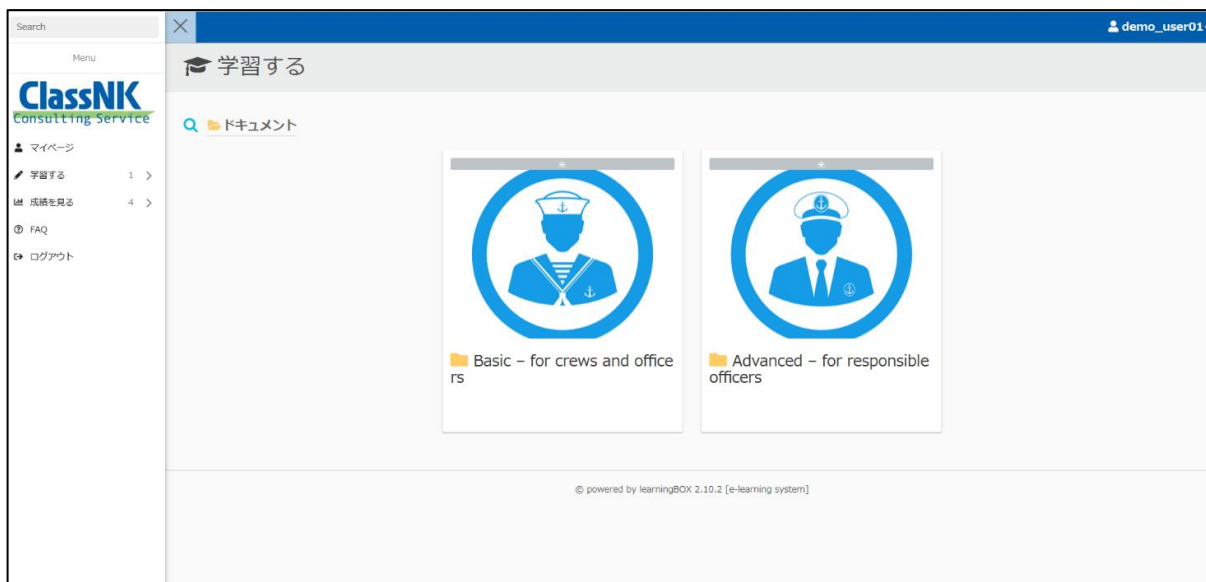 Search
demo_user01
Menu
学習する
ClassNK
Consulting Service
ドキュメント
マイページ
学習する 1
成績を見る 4
FAQ
ログアウト
Basic – for crews and office
rs
Advanced – for responsible
officers
© powered by learningBOX 2.10.2 [e-learning system]